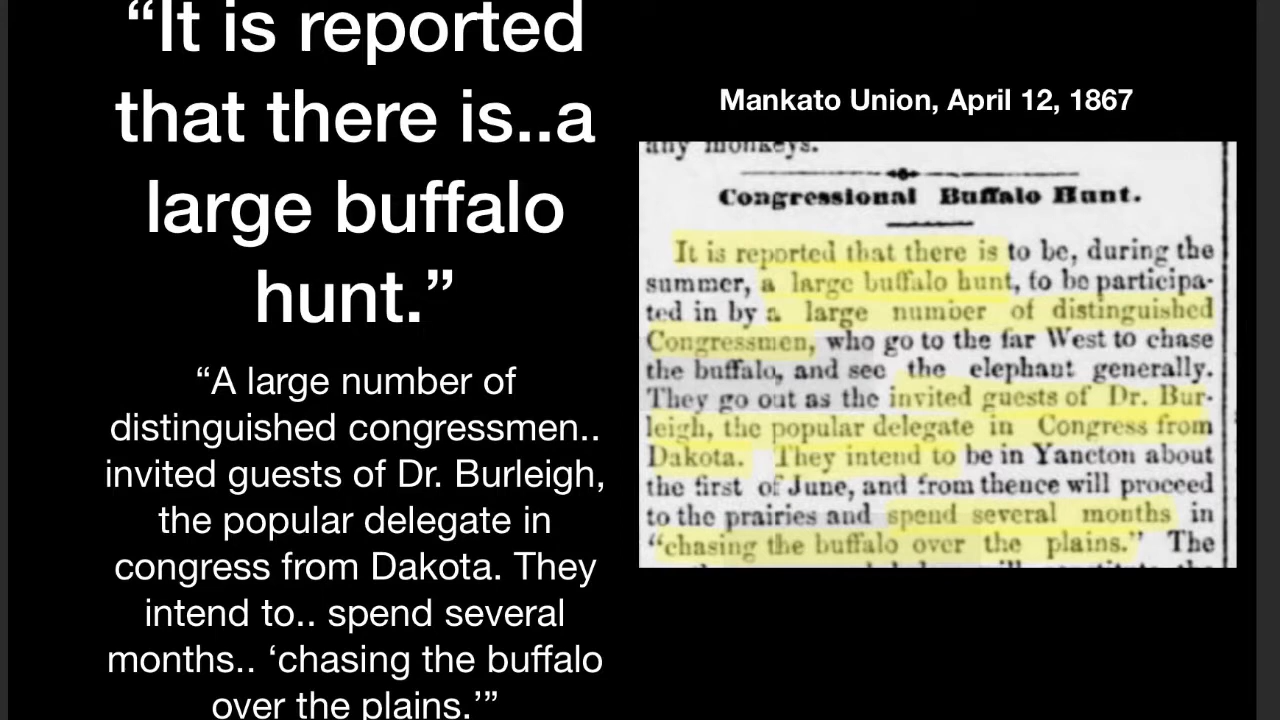 “It is reported
that there is..a
large buffalo
hunt.”
“A large number of
distinguished congressmen..
invited guests of Dr. Burleigh,
the popular delegate in
congress from Dakota. They
intend to.. spend several
months.. ‘chasing the buffalo
over the plains.’”
Mankato Union, April 12, 1867
any monkeys.
Congressional Buffalo Hunt.
It is reported that there is to be, during the
summer, a large buffalo hunt, to be participa-
ted in by a large number of distinguished
Congressmen, who go to the far West to chase
the buffalo, and see the elephant generally.
They go out as the invited guests of Dr. Bur-
leigh, the popular delegate in Congress from
Dakota. They intend to be in Yancton about
the first of June, and from thence will proceed
to the prairies and spend several months in
“chasing the buffalo over the plains.” The